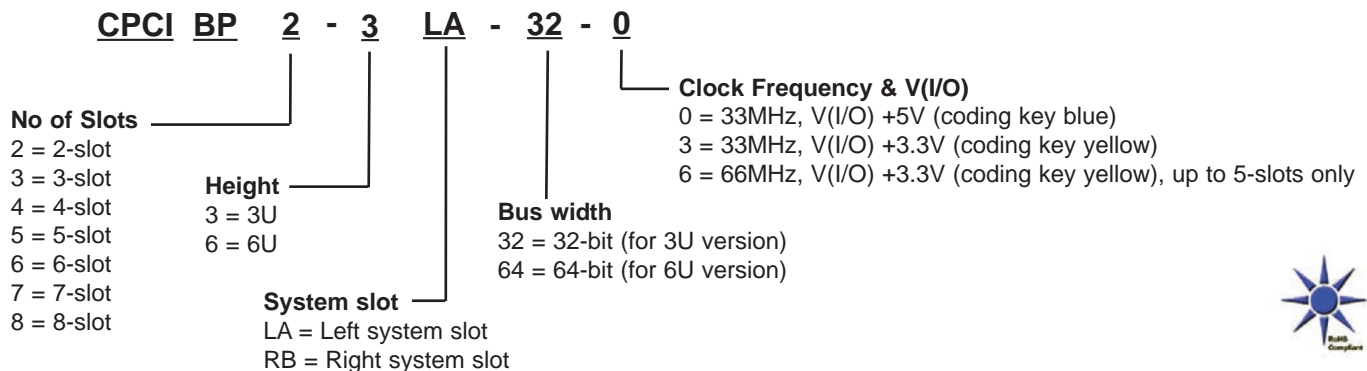 CPCI BP 2 - 3 LA - 32 - 0
Clock Frequency & V(I/O)
0 = 33MHz, V(I/O) +5V (coding key blue)
3 = 33MHz, V(I/O) +3.3V (coding key yellow)
6 = 66MHz, V(I/O) +3.3V (coding key yellow), up to 5-slots only
No of Slots
2 = 2-slot
3 = 3-slot
4 = 4-slot
5 = 5-slot
6 = 6-slot
7 = 7-slot
8 = 8-slot
Height
3 = 3U
6 = 6U
Bus width
32 = 32-bit (for 3U version)
64 = 64-bit (for 6U version)
System slot
LA = Left system slot
RB = Right system slot
RoHS
Compliant